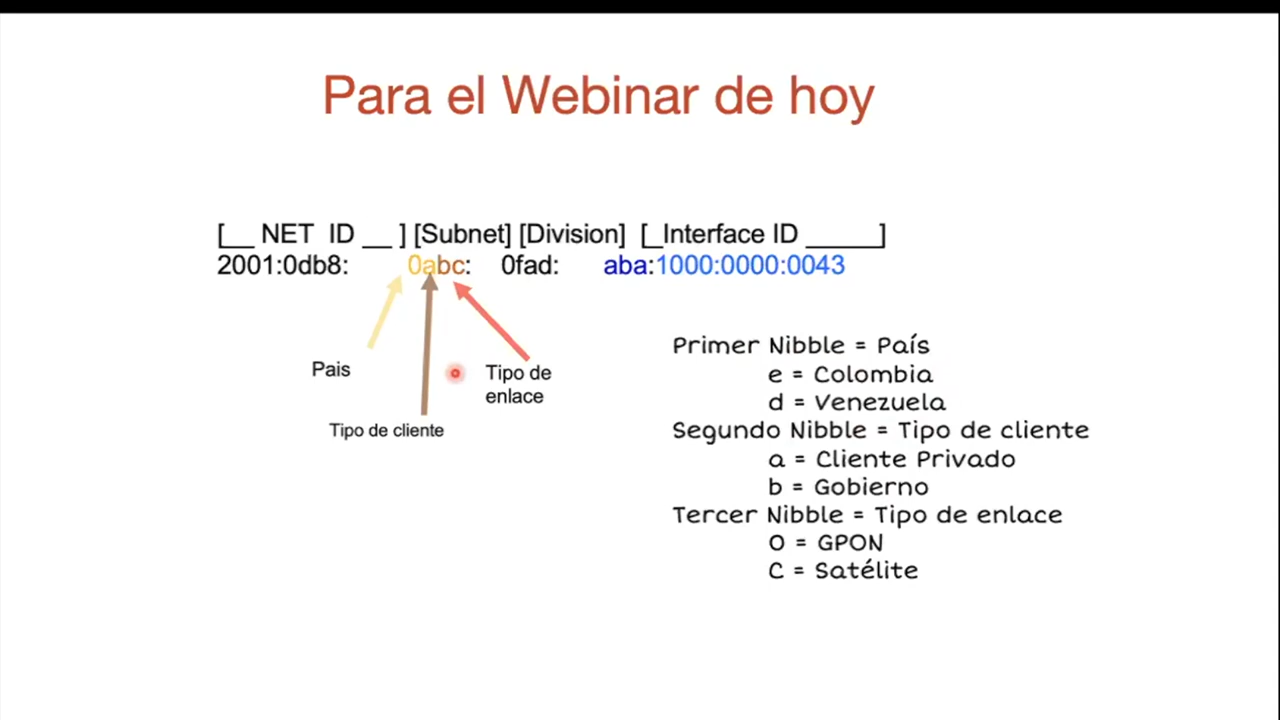 Para el Webinar de hoy
[__ NET ID __ ] [Subnet] [Division] [_Interface ID _____]
2001:0db8: 0abc: 0fad: aba:1000:0000:0043
Pais
Tipo de cliente
Tipo de
enlace
Primer Nibble = País
e = Colombia
d = Venezuela
Segundo Nibble = Tipo de cliente
a = Cliente Privado
b = Gobierno
Tercer Nibble = Tipo de enlace
0 = GPON
C = Satélite